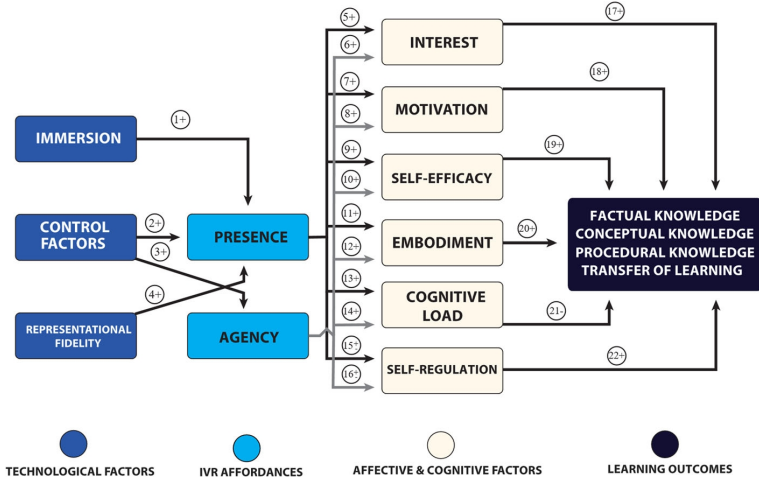 5+
17+
6+
INTEREST
7+
18+
MOTIVATION
8+
1+
IMMERSION
9+
19+
SELF-EFFICACY
10+
FACTUAL KNOWLEDGE
CONCEPTUAL KNOWLEDGE
PROCEDURAL KNOWLEDGE
TRANSFER OF LEARNING
CONTROL
FACTORS
2+
3+
PRESENCE
11+
20+
EMBODIMENT
12+
13+
COGNITIVE
LOAD
4+
14+
21-
REPRESENTATIONAL
FIDELITY
AGENCY
15±
SELF-REGULATION
22+
16±
TECHNOLOGICAL FACTORS
IVR AFFORDANCES
AFFECTIVE & COGNITIVE FACTORS
LEARNING OUTCOMES